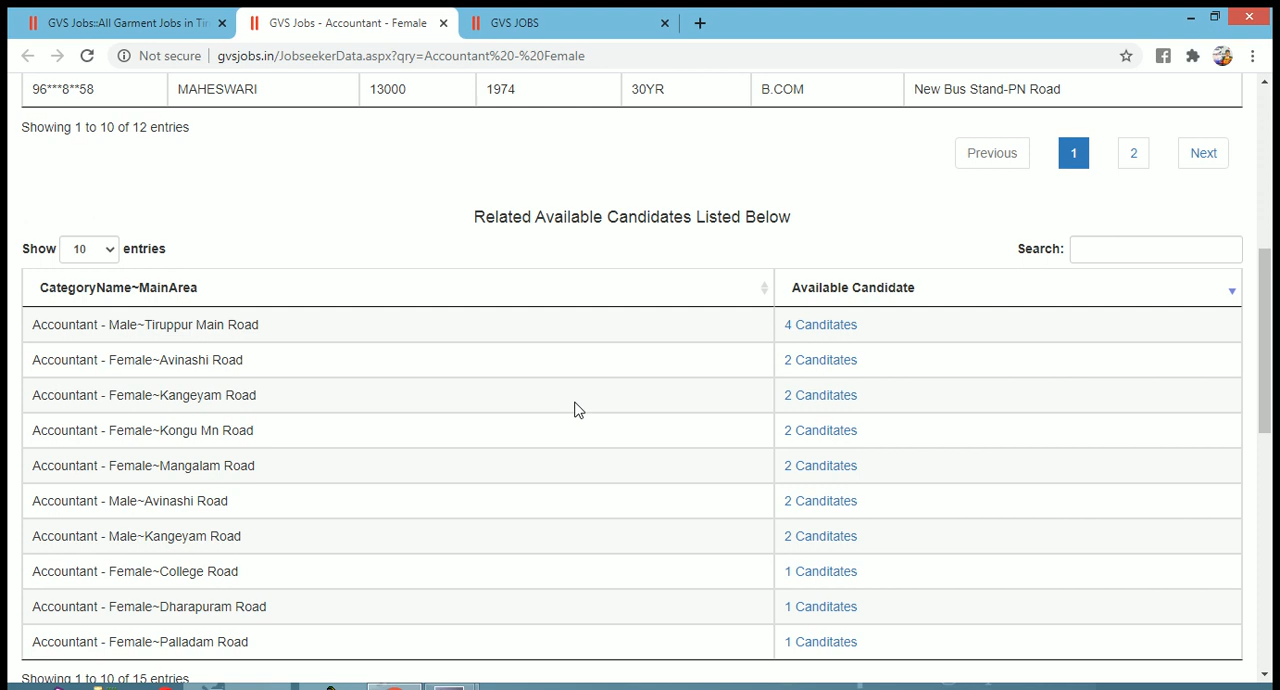 GVS Jobs::All Garment Jobs in Tir
GVS Jobs - Accountant - Female
GVS JOBS
Not secure | gvsjobs.in/JobseekerData.aspx?qry=Accountant%20-%20Female
96***8**58 MAHESWARI 13000 1974 30YR B.COM New Bus Stand-PN Road
Showing 1 to 10 of 12 entries
Previous 1 2 Next
Related Available Candidates Listed Below
Show 10 entries Search:
CategoryName~MainArea Available Candidate
Accountant - Male~Tiruppur Main Road 4 Canditates
Accountant - Female~Avinashi Road 2 Canditates
Accountant - Female~Kangeyam Road 2 Canditates
Accountant - Female~Kongu Mn Road 2 Canditates
Accountant - Female~Mangalam Road 2 Canditates
Accountant - Male~Avinashi Road 2 Canditates
Accountant - Male~Kangeyam Road 2 Canditates
Accountant - Female~College Road 1 Canditates
Accountant - Female~Dharapuram Road 1 Canditates
Accountant - Female~Palladam Road 1 Canditates
Showing 1 to 10 of 15 entries